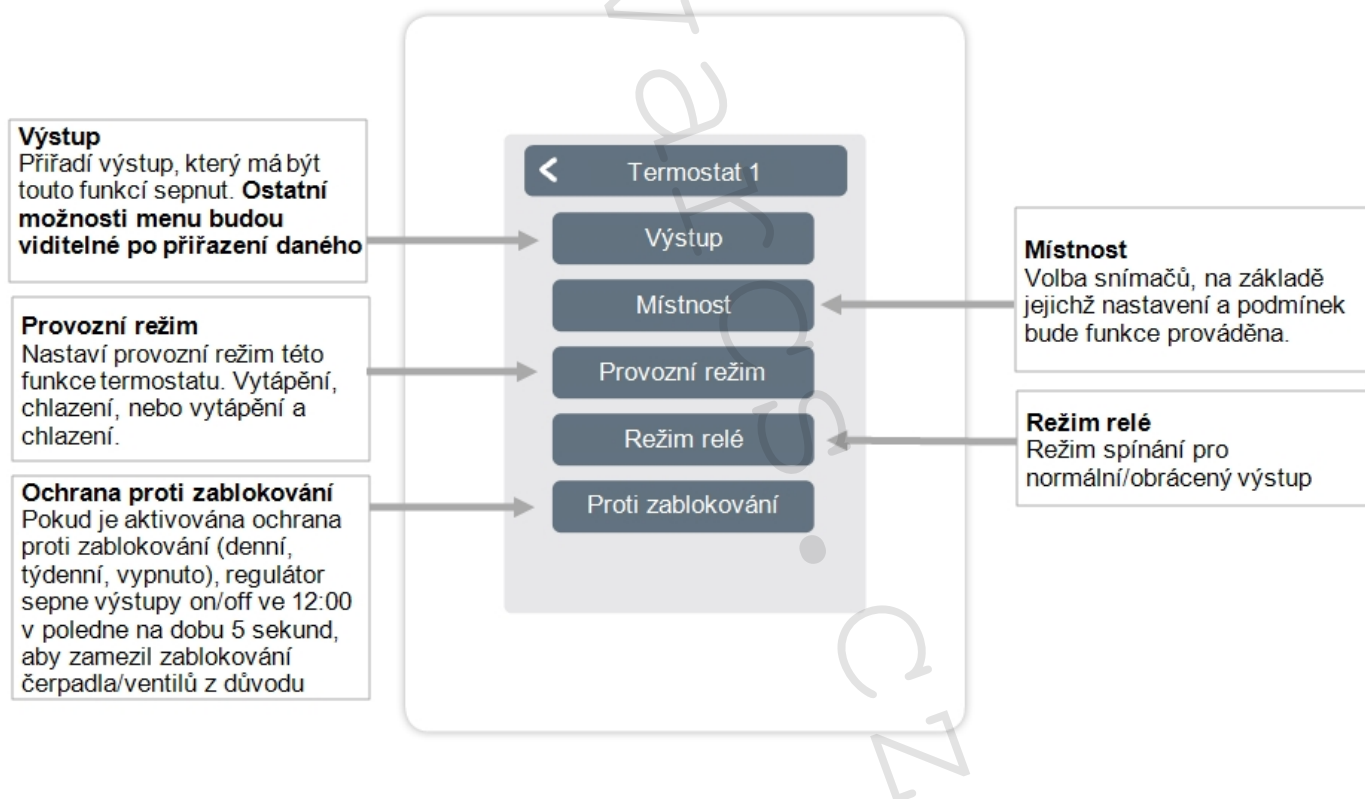 Výstup
Přiřadí výstup, který má být
touto funkcí sepnut. Ostatní
možnosti menu budou
viditelné po přiřazení daného
Provozní režim
Nastaví provozní režim této
funkce termostatu. Vytápění,
chlazení, nebo vytápění a
chlazení.
Ochrana proti zablokování
Pokud je aktivována ochrana
proti zablokování (denní,
týdenní, vypnuto), regulátor
sepne výstupy on/off ve 12:00
v poledne na dobu 5 sekund,
aby zamezil zablokování
čerpadla/ventilů z důvodu
Termostat 1
Výstup
Místnost
Provozní režim
Režim relé
Proti zablokování
Místnost
Volba snímačů, na základě
jejichž nastavení a podmínek
bude funkce prováděna.
Režim relé
Režim spínání pro
normální/obrácený výstup
varcs.cz